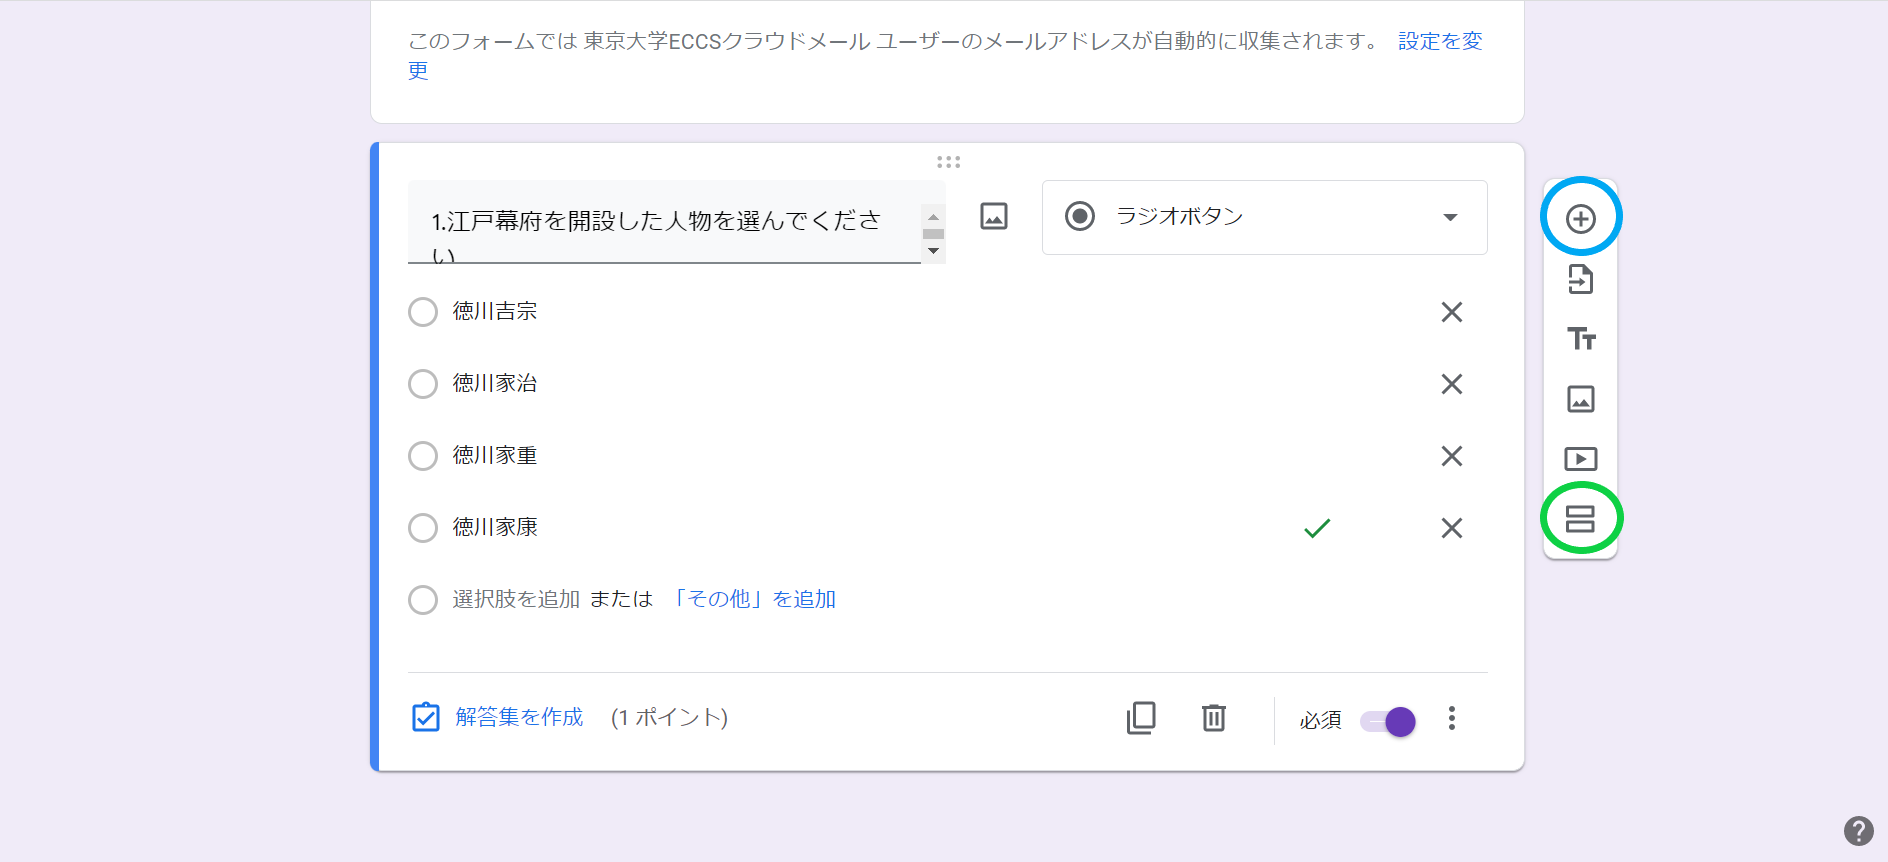 このフォームでは 東京大学ECCSクラウドメール ユーザーのメールアドレスが自動的に収集されます。 設定を変
更
1.江戸幕府を開設した人物を選んでくださ
い
ラジオボタン
徳川吉宗
徳川家治
徳川家重
徳川家康
選択肢を追加 または 「その他」を追加
解答集を作成 (1 ポイント)
必須